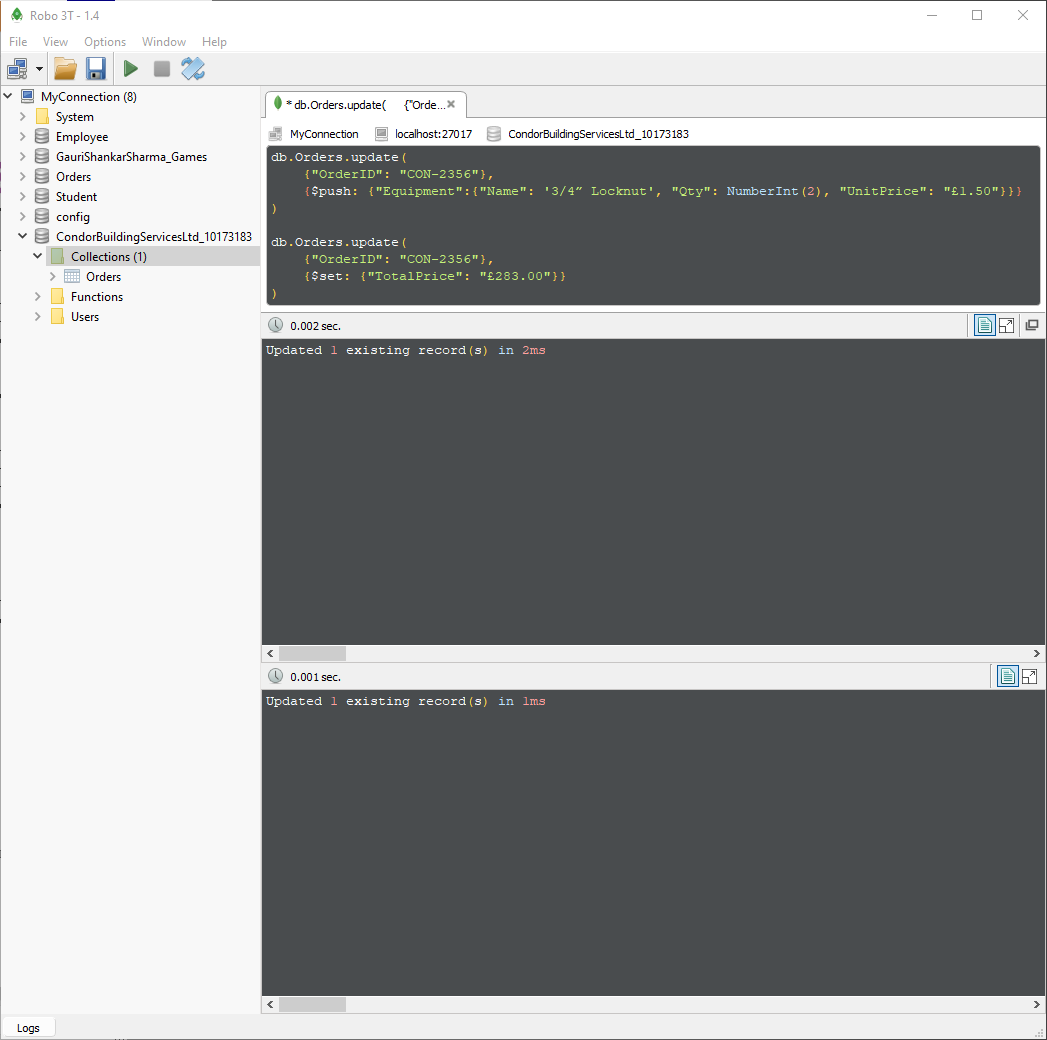 Robo 3T - 1.4
File View Options Window Help
MyConnection (8)
System
Employee
GauriShankarSharma_Games
Orders
Student
config
CondorBuildingServicesLtd_10173183
Collections (1)
Orders
Functions
Users
* db.Orders.update( {"Orde...
MyConnection localhost:27017 CondorBuildingServicesLtd_10173183
db.Orders.update(
{"OrderID": "CON-2356"},
{$push: {"Equipment":{"Name": '3/4” Locknut', "Qty": NumberInt(2), "UnitPrice": "£1.50"}}}
)
db.Orders.update(
{"OrderID": "CON-2356"},
{$set: {"TotalPrice": "£283.00"}}
)
0.002 sec.
Updated 1 existing record(s) in 2ms
0.001 sec.
Updated 1 existing record(s) in 1ms
Logs